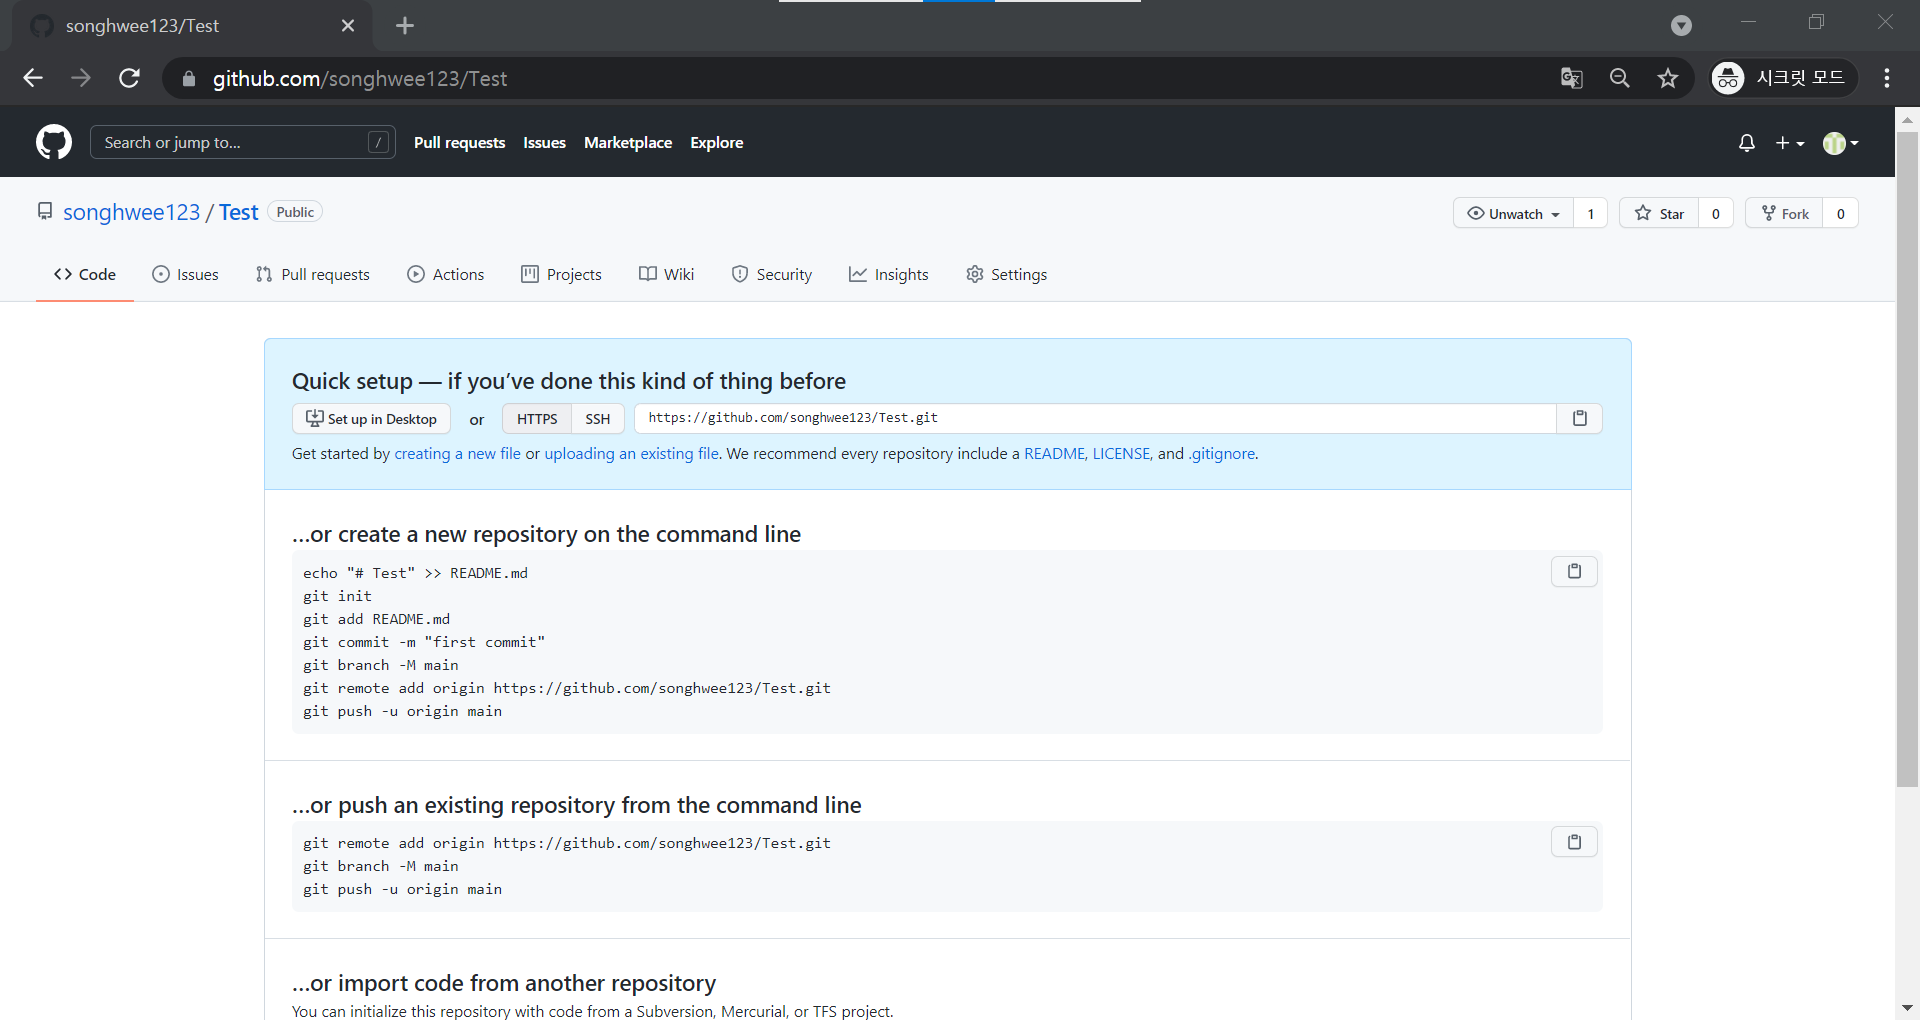 songhwee123/Test
github.com/songhwee123/Test
시크릿 모드
Search or jump to... /
Pull requests Issues Marketplace Explore
songhwee123 / Test Public
Unwatch 1 Star 0 Fork 0
Code Issues Pull requests Actions Projects Wiki Security Insights Settings
Quick setup — if you’ve done this kind of thing before
Set up in Desktop or HTTPS SSH https://github.com/songhwee123/Test.git
Get started by creating a new file or uploading an existing file. We recommend every repository include a README, LICENSE, and .gitignore.
…or create a new repository on the command line
echo "# Test" >> README.md
git init
git add README.md
git commit -m "first commit"
git branch -M main
git remote add origin https://github.com/songhwee123/Test.git
git push -u origin main
…or push an existing repository from the command line
git remote add origin https://github.com/songhwee123/Test.git
git branch -M main
git push -u origin main
…or import code from another repository
You can initialize this repository with code from a Subversion, Mercurial, or TFS project.